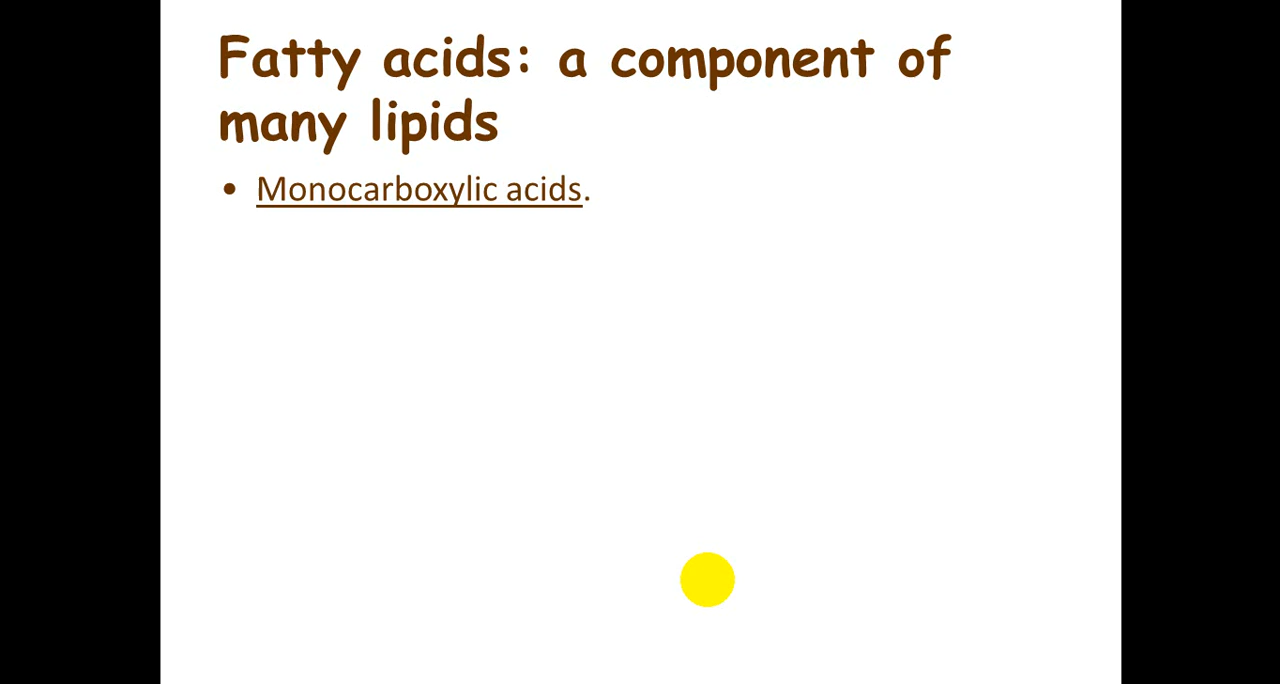 Fatty acids: a component of
many lipids
• Monocarboxylic acids.